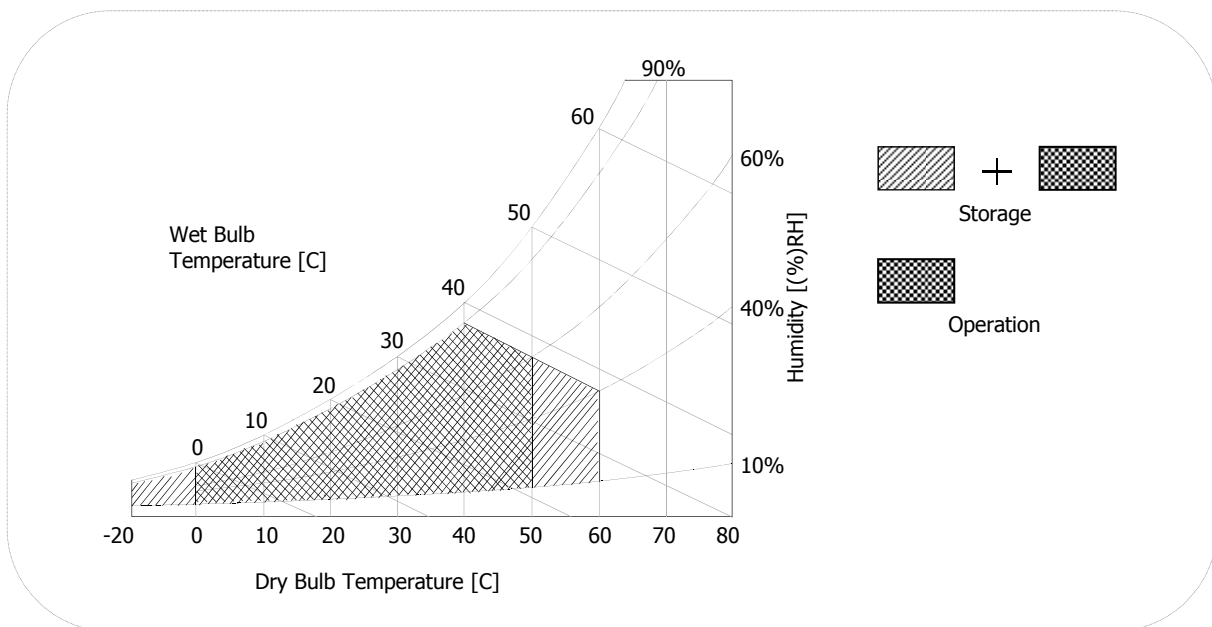 90%
60
60%
50
Wet Bulb
Temperature [C]
40
40%
30
20
10
0
10%
-20 0 10 20 30 40 50 60 70 80
Dry Bulb Temperature [C]
Humidity [(%)RH]
+
Storage
Operation